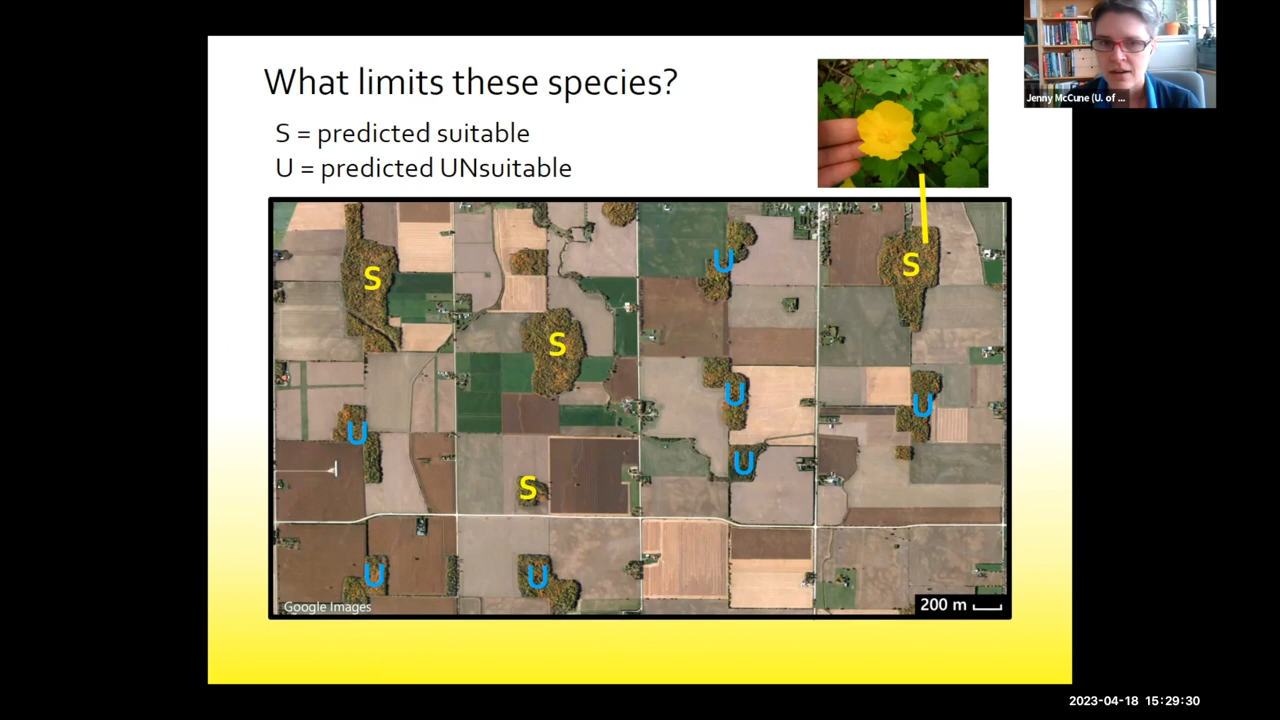 What limits these species?
S = predicted suitable
U = predicted UNsuitable
Jenny McCune (U. of ...
U
S
S
S
U
U
U
U
S
U
U
U
Google Images
200 m
2023-04-18 15:29:30